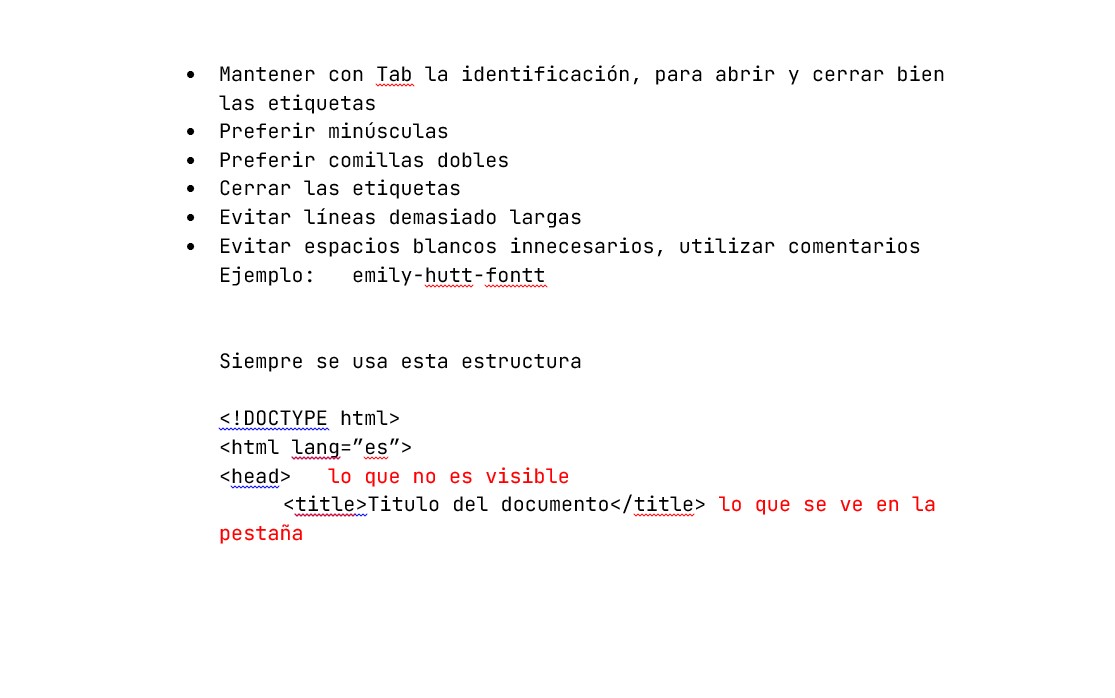 • Mantener con Tab la identificación, para abrir y cerrar bien
las etiquetas
• Preferir minúsculas
• Preferir comillas dobles
• Cerrar las etiquetas
• Evitar líneas demasiado largas
• Evitar espacios blancos innecesarios, utilizar comentarios
Ejemplo: emily-hutt-fontt
Siempre se usa esta estructura
<!DOCTYPE html>
<html lang=”es”>
<head> lo que no es visible
<title>Titulo del documento</title> lo que se ve en la
pestaña